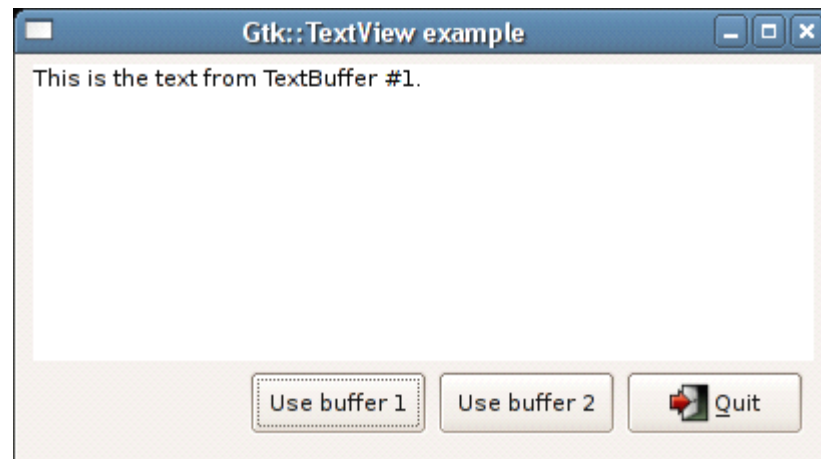 Gtk::TextView example
This is the text from TextBuffer #1.
Use buffer 1 Use buffer 2 Quit